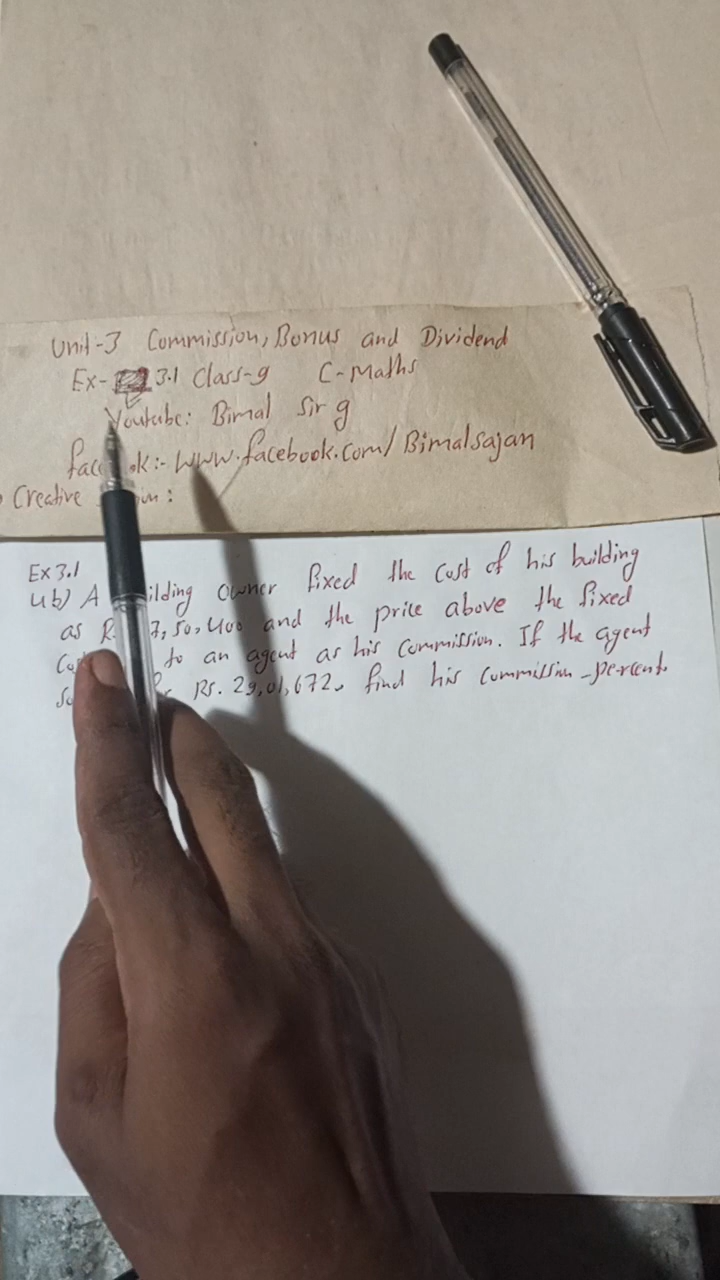 Unit-3 Commission, Bonus and Dividend
Ex- 3.1 Class-9 C-Maths
Youtube: Bimal Sir g
www.facebook.com/Bimalsajan
Creative
Ex 3.1
4b) A owner fixed the cost of his building
as 7,50,400 and the price above the fixed
to an agent as his commission. If the agent
Rs. 29,01,672, find his commission-percent.